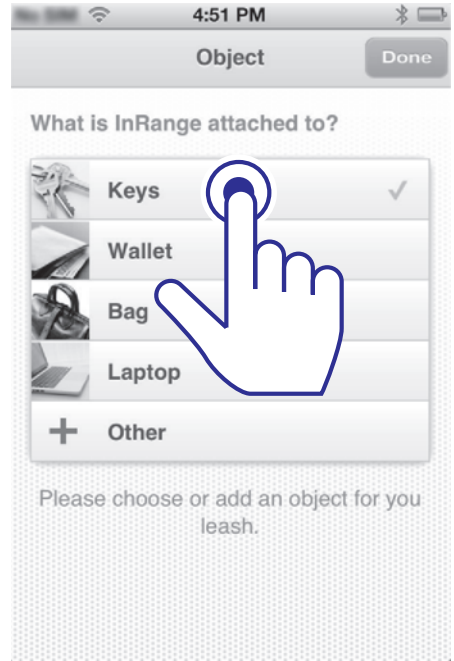 4:51 PM
Object
Done
What is InRange attached to?
Keys
Wallet
Bag
Laptop
Other
Please choose or add an object for you
leash.